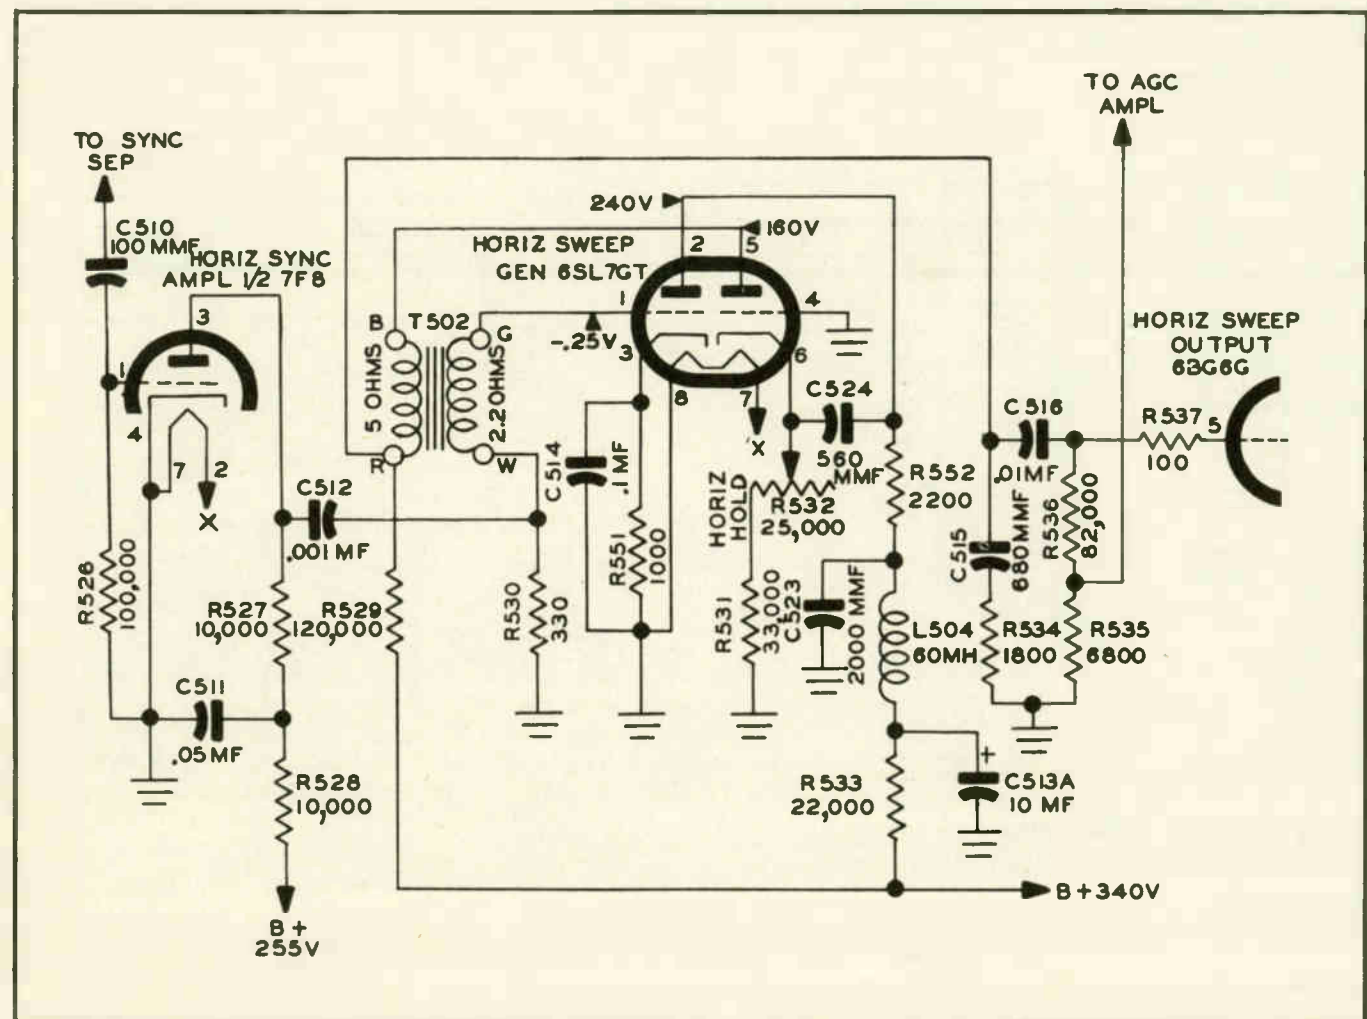 TO SYNC
SEP
C510
100 MMF
HORIZ SYNC
AMPL 1/2 7F8
3
1
4
7
2
X
R526
100,000
C511
.05 MF
C512
.001 MF
R527
10,000
R528
10,000
B+
255V
R529
120,000
B
T502
G
5 OHMS
2.2 OHMS
R
W
R530
330
HORIZ SWEEP
GEN 6SL7GT
240V
160V
2
5
1
4
-.25V
3
6
8
7
X
C514
.1 MF
R551
1000
C524
560
MMF
HORIZ
HOLD
R532
25,000
R531
33,000
C523
2000 MMF
R552
2200
L504
60MH
R533
22,000
+
C513A
10 MF
B+340V
TO AGC
AMPL
C516
.01MF
C515
680MMF
R534
1800
R536
82,000
R535
6800
R537
100
5
HORIZ SWEEP
OUTPUT
6BG6G